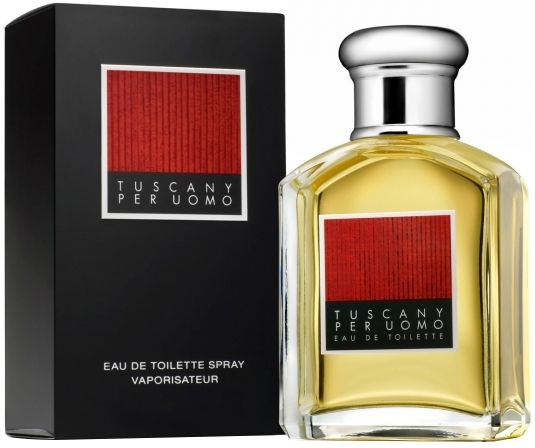 TUSCANY
PER UOMO
EAU DE TOILETTE SPRAY
VAPORISATEUR
TUSCANY
PER UOMO
EAU DE TOILETTE